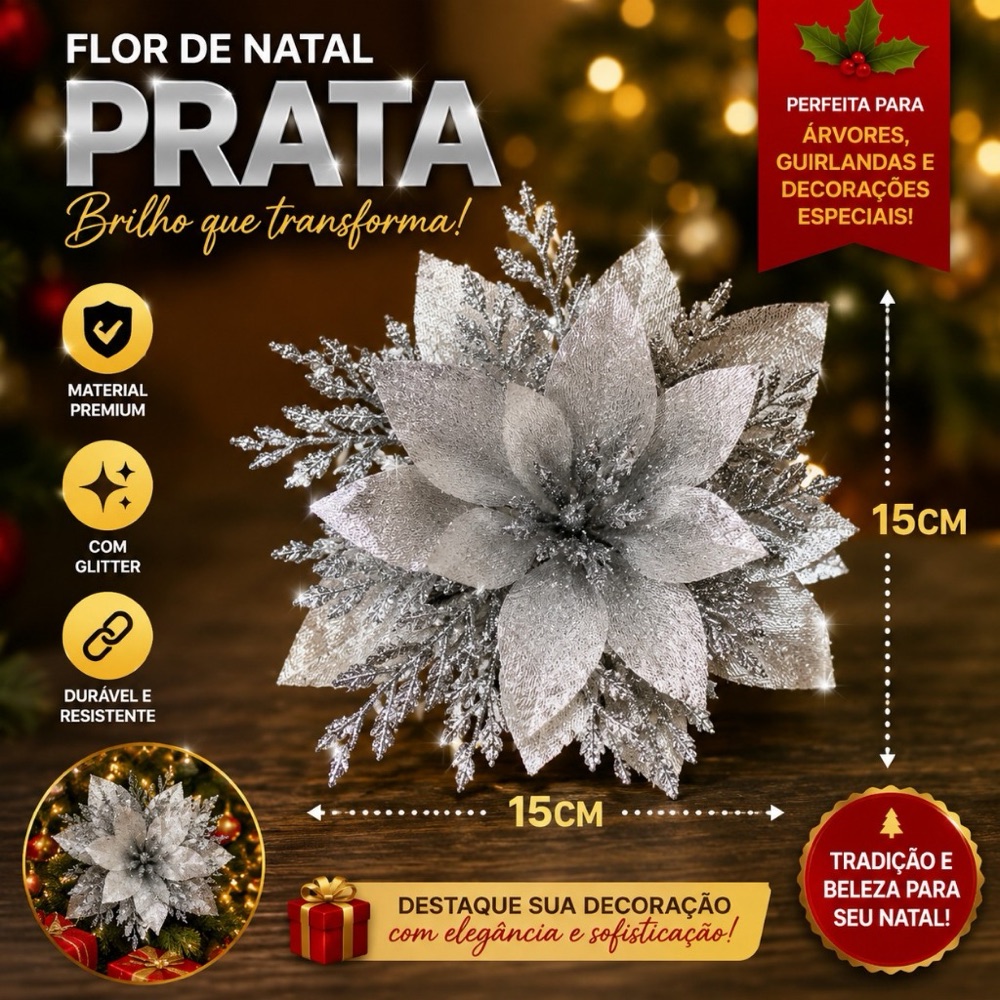 FLOR DE NATAL
PRATA
Brilho que transforma!
PERFEITA PARA
ÁRVORES,
GUIRLANDAS E
DECORAÇÕES
ESPECIAIS!
MATERIAL
PREMIUM
COM
GLITTER
DURÁVEL E
RESISTENTE
15CM
15CM
DESTAQUE SUA DECORAÇÃO
com elegância e sofisticação!
TRADIÇÃO E
BELEZA PARA
SEU NATAL!